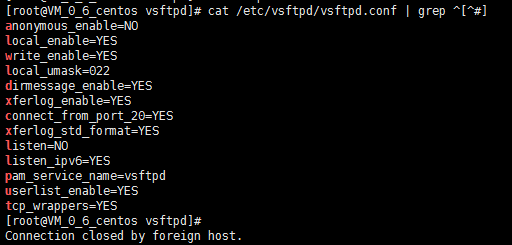 [root@VM_0_6_centos vsftpd]# cat /etc/vsftpd/vsftpd.conf | grep ^[^#]
anonymous_enable=NO
local_enable=YES
write_enable=YES
local_umask=022
dirmessage_enable=YES
xferlog_enable=YES
connect_from_port_20=YES
xferlog_std_format=YES
listen=NO
listen_ipv6=YES
pam_service_name=vsftpd
userlist_enable=YES
tcp_wrappers=YES
[root@VM_0_6_centos vsftpd]#
Connection closed by foreign host.